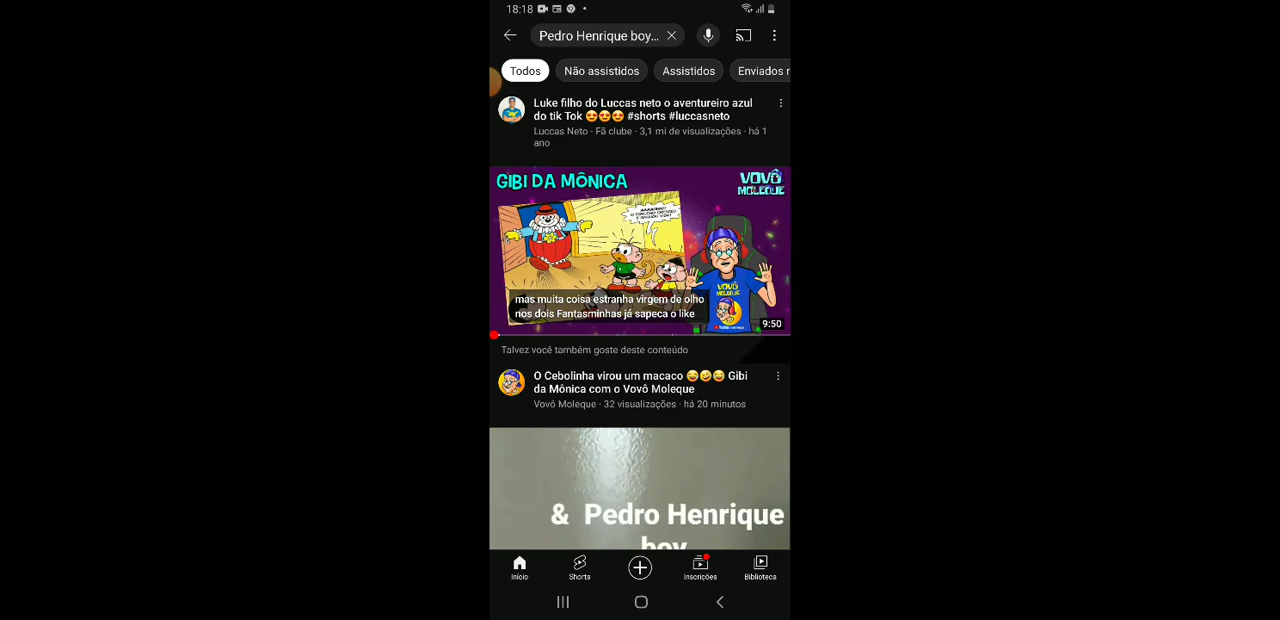 18:18
Pedro Henrique boy...
Todos
Não assistidos
Assistidos
Enviados r
Luke filho do Luccas neto o aventureiro azul
do tik Tok 😍😍😍 #shorts #luccasneto
Luccas Neto - Fã clube · 3,1 mi de visualizações · há 1
ano
GIBI DA MÔNICA
VOVÔ
MOLEQUE
VOVÔ
MOLEQUE
mas muita coisa estranha virgem de olho
nos dois Fantasminhas já sapeca o like
9:50
Talvez você também goste deste conteúdo
O Cebolinha virou um macaco 😂🤣😂 Gibi
da Mônica com o Vovô Moleque
Vovô Moleque · 32 visualizações · há 20 minutos
& Pedro Henrique
boy
Início
Shorts
Inscrições
Biblioteca